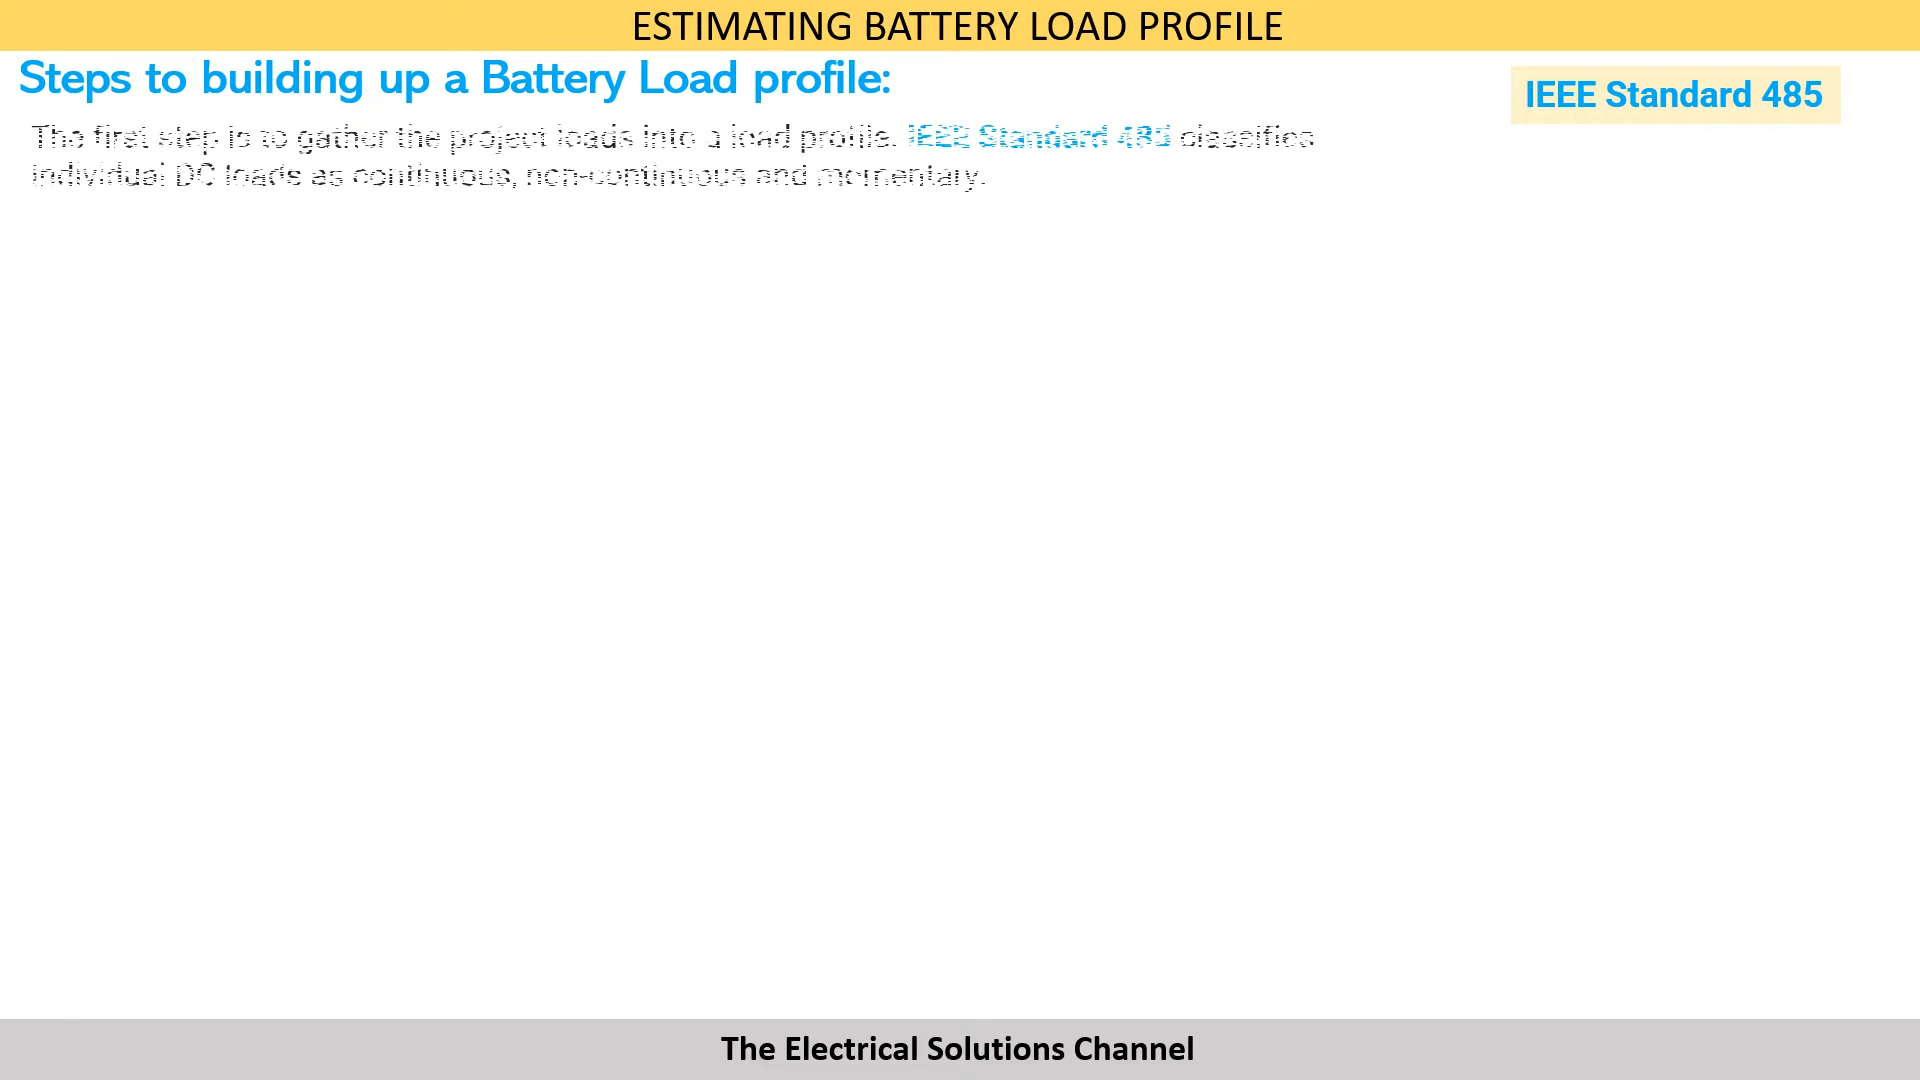 ESTIMATING BATTERY LOAD PROFILE
Steps to building up a Battery Load profile:
IEEE Standard 485
The first step is to gather the project loads into a load profile. IEEE Standard 485 classifies
individual DC loads as continuous, non-continuous and momentary.
The Electrical Solutions Channel